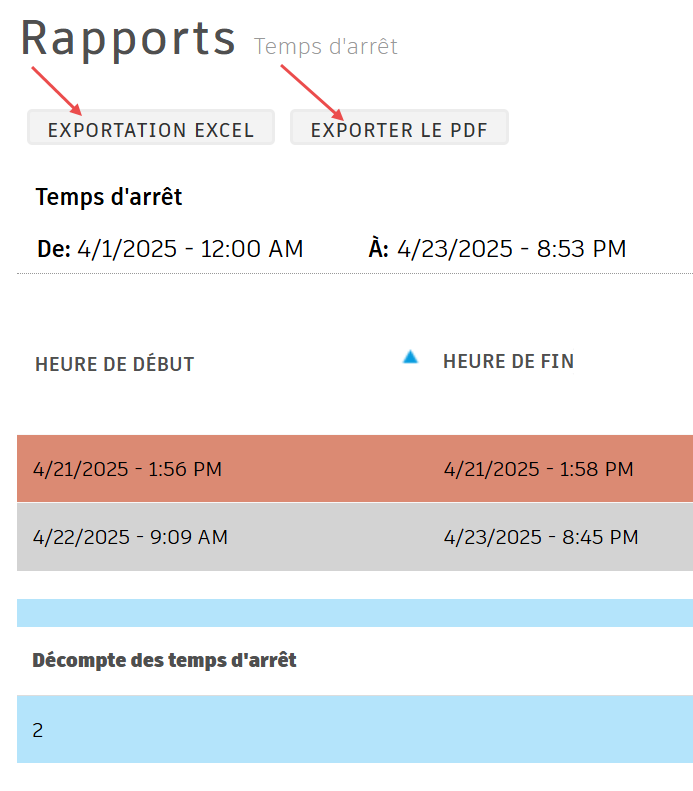 Rapports Temps d'arrêt
EXPORTATION EXCEL EXPORTER LE PDF
Temps d'arrêt
De: 4/1/2025 - 12:00 AM À: 4/23/2025 - 8:53 PM
HEURE DE DÉBUT HEURE DE FIN
4/21/2025 - 1:56 PM 4/21/2025 - 1:58 PM
4/22/2025 - 9:09 AM 4/23/2025 - 8:45 PM
Décompte des temps d'arrêt
2